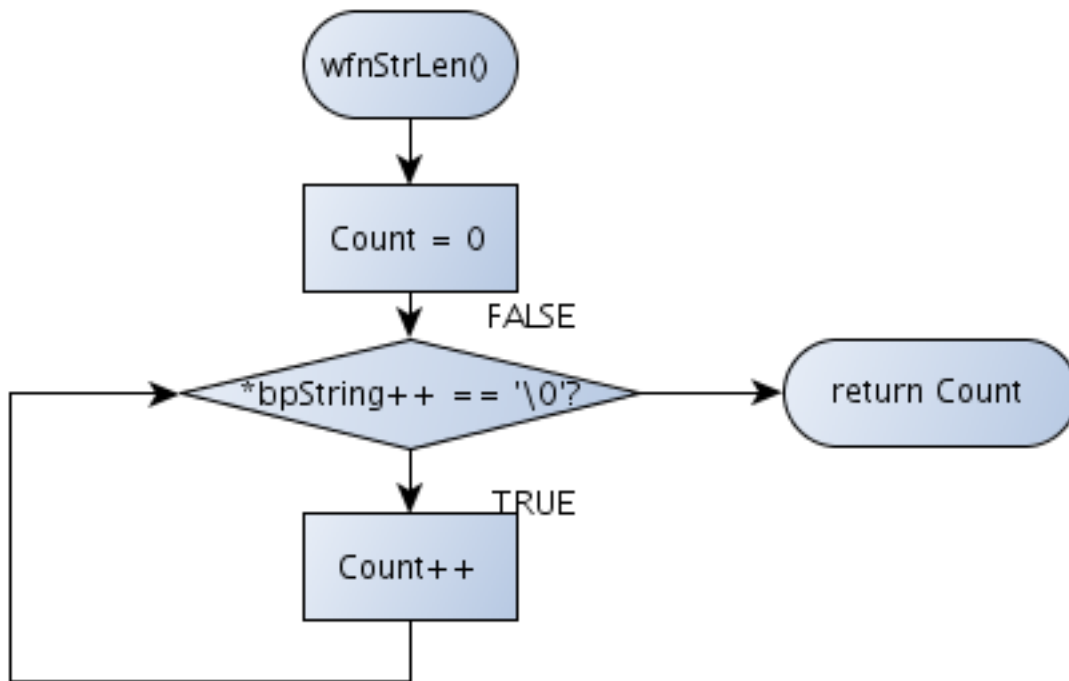 wfnStrLen()
Count = 0
FALSE
*bpString++ == '\0'?
return Count
TRUE
Count++